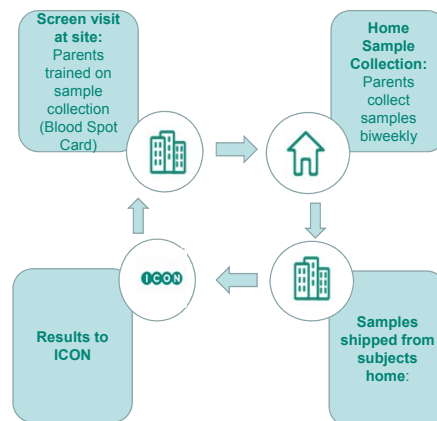 Screen visit
at site:
Parents
trained on
sample
collection
(Blood Spot
Card)
Home
Sample
Collection:
Parents
collect
samples
biweekly
ICON
Results to
ICON
Samples
shipped from
subjects
home: